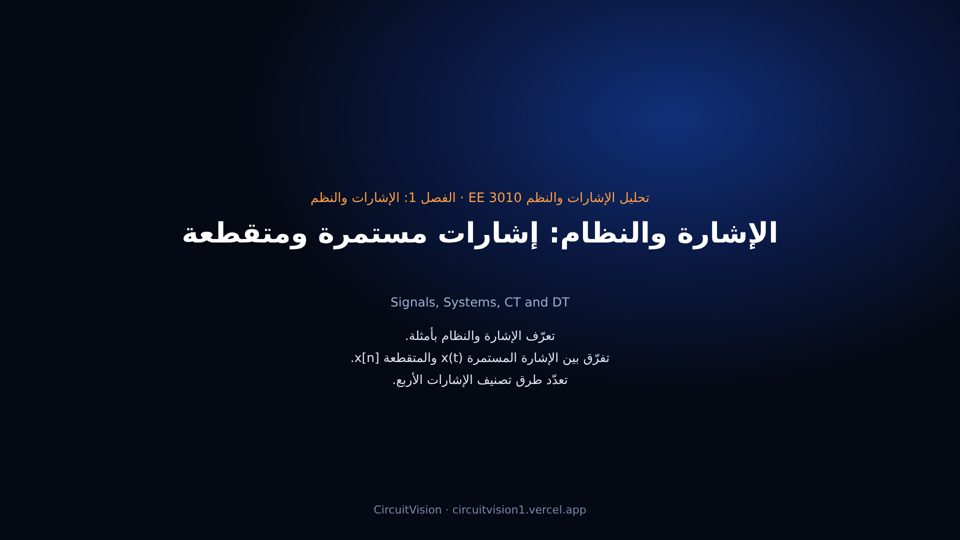 تحليل الإشارات والنظم EE 3010 · الفصل 1: الإشارات والنظم
الإشارة والنظام: إشارات مستمرة ومتقطعة
Signals, Systems, CT and DT
تعرّف الإشارة والنظام بأمثلة.
تفرّق بين الإشارة المستمرة x(t) والمتقطعة x[n].
تعدّد طرق تصنيف الإشارات الأربع.
CircuitVision · circuitvision1.vercel.app